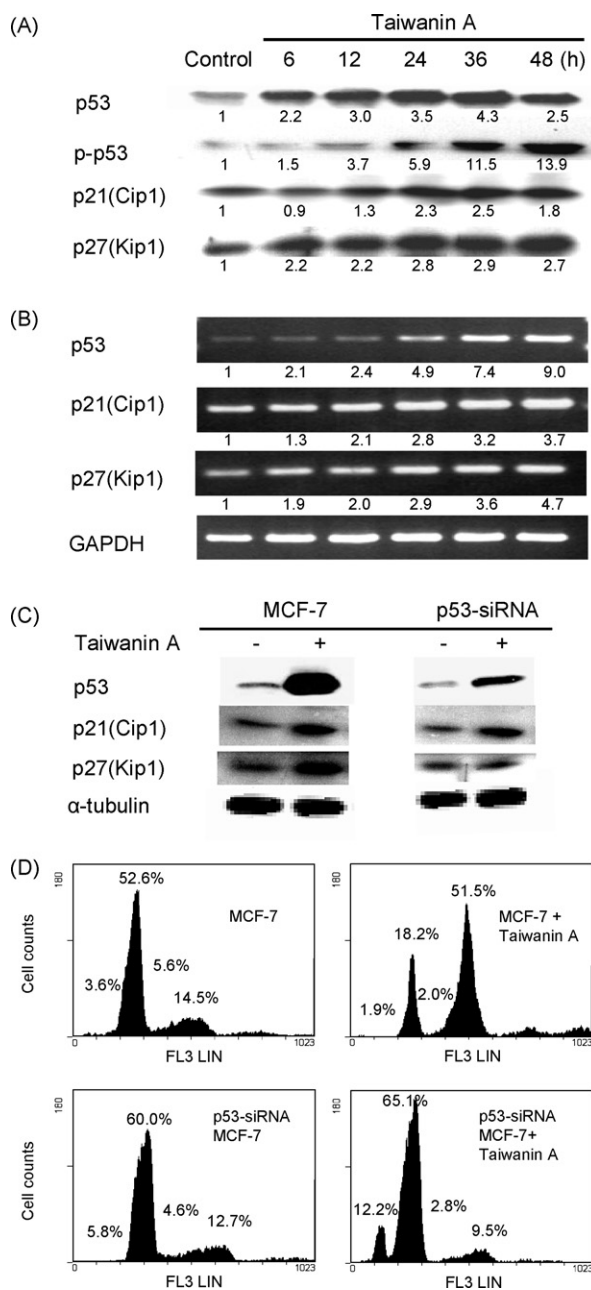 (A)
Taiwanin A
Control 6 12 24 36 48 (h)
p53
1 2.2 3.0 3.5 4.3 2.5
p-p53
1 1.5 3.7 5.9 11.5 13.9
p21(Cip1)
1 0.9 1.3 2.3 2.5 1.8
p27(Kip1)
1 2.2 2.2 2.8 2.9 2.7
(B)
p53
1 2.1 2.4 4.9 7.4 9.0
p21(Cip1)
1 1.3 2.1 2.8 3.2 3.7
p27(Kip1)
1 1.9 2.0 2.9 3.6 4.7
GAPDH
(C)
MCF-7 p53-siRNA
Taiwanin A - + - +
p53
p21(Cip1)
p27(Kip1)
α-tubulin
(D)
180
Cell counts
52.6%
MCF-7
3.6%
5.6%
14.5%
0 1023
FL3 LIN
180
51.5%
MCF-7 +
Taiwanin A
18.2%
1.9%
2.0%
0 1023
FL3 LIN
180
Cell counts
60.0%
p53-siRNA
MCF-7
5.8%
4.6%
12.7%
0 1023
FL3 LIN
180
65.1%
p53-siRNA
MCF-7+
Taiwanin A
12.2%
2.8%
9.5%
0 1023
FL3 LIN